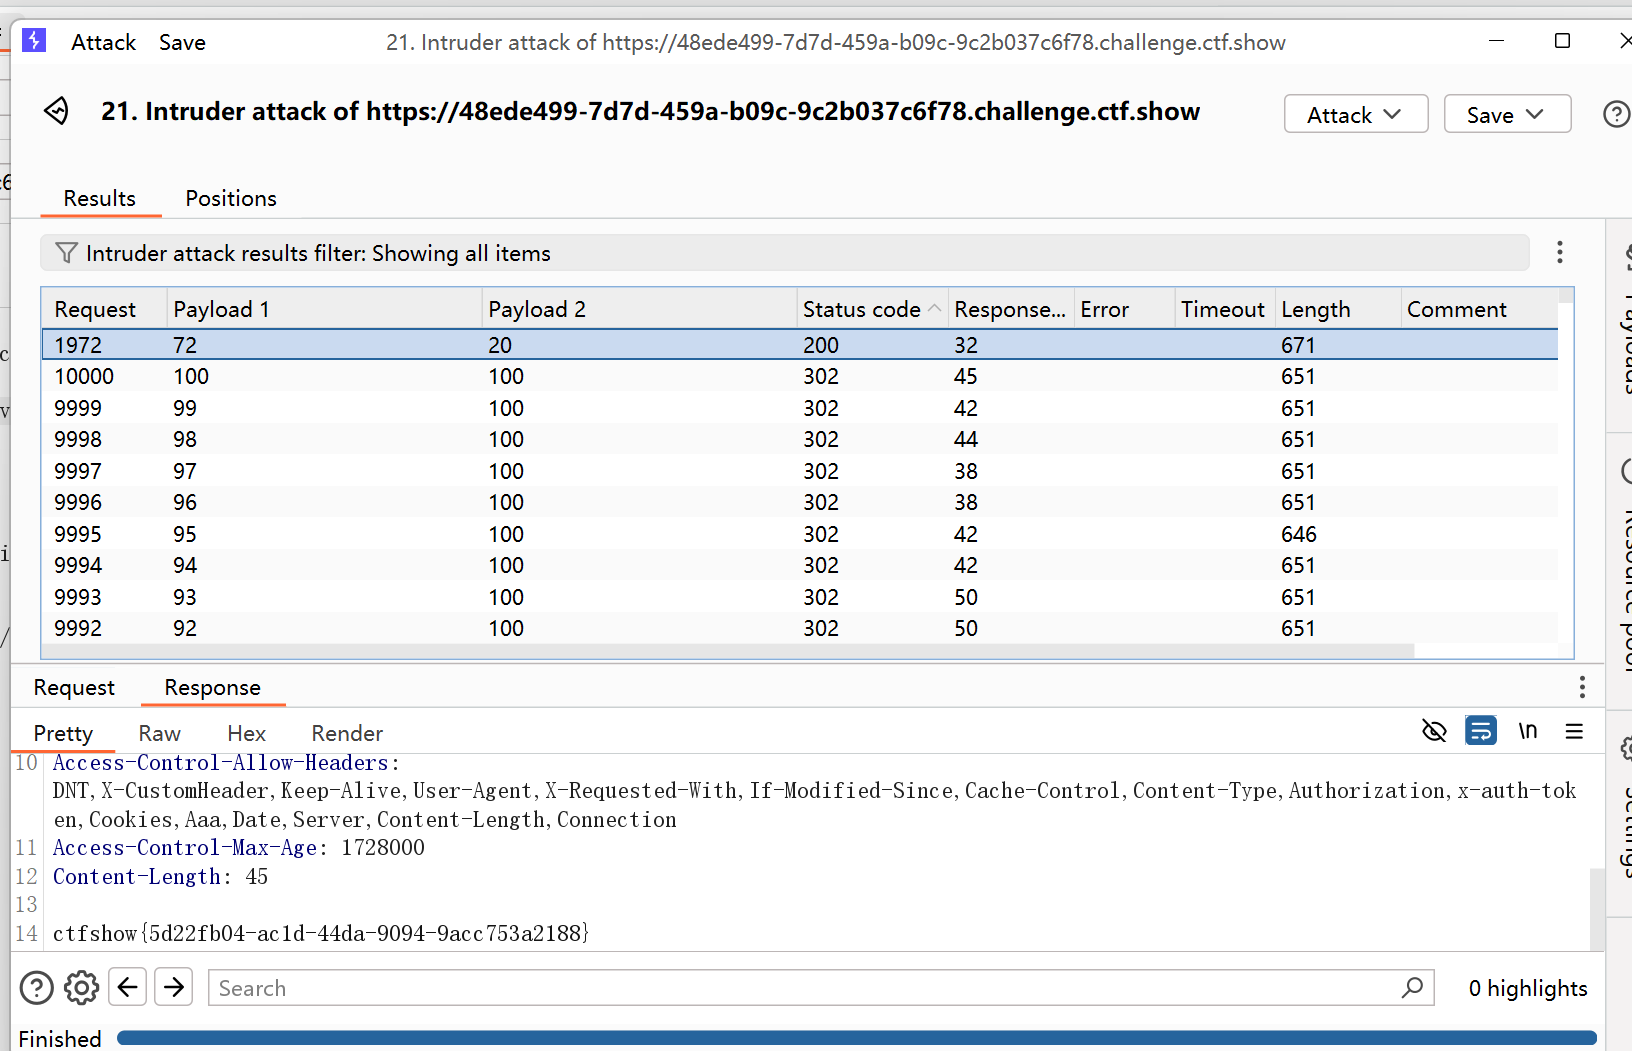 Attack Save 21. Intruder attack of https://48ede499-7d7d-459a-b09c-9c2b037c6f78.challenge.ctf.show
21. Intruder attack of https://48ede499-7d7d-459a-b09c-9c2b037c6f78.challenge.ctf.show Attack Save
Results Positions
Intruder attack results filter: Showing all items
Request Payload 1 Payload 2 Status code Response... Error Timeout Length Comment
1972 72 20 200 32 671
10000 100 100 302 45 651
9999 99 100 302 42 651
9998 98 100 302 44 651
9997 97 100 302 38 651
9996 96 100 302 38 651
9995 95 100 302 42 646
9994 94 100 302 42 651
9993 93 100 302 50 651
9992 92 100 302 50 651
Request Response
Pretty Raw Hex Render \n
10 Access-Control-Allow-Headers:
DNT,X-CustomHeader,Keep-Alive,User-Agent,X-Requested-With,If-Modified-Since,Cache-Control,Content-Type,Authorization,x-auth-tok
en,Cookies,Aaa,Date,Server,Content-Length,Connection
11 Access-Control-Max-Age: 1728000
12 Content-Length: 45
13
14 ctfshow{5d22fb04-ac1d-44da-9094-9acc753a2188}
Search 0 highlights
Finished
Payloads
Resource pool
Settings